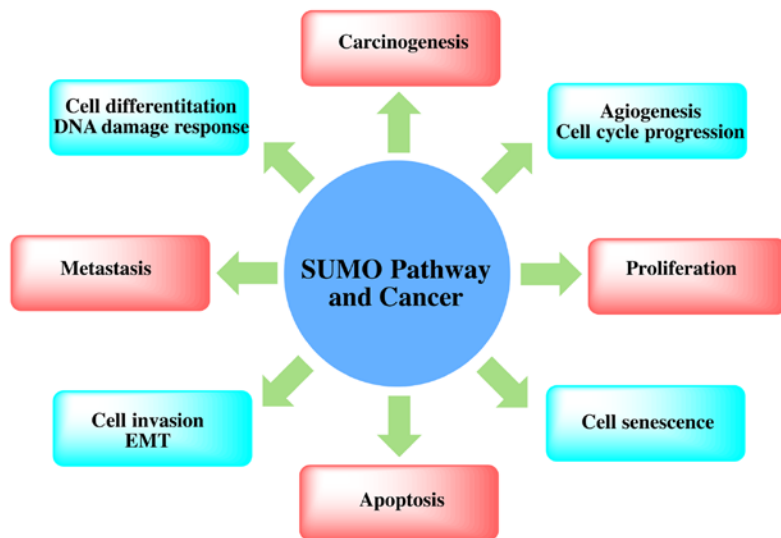 Carcinogenesis
Cell differentitation
DNA damage response
Agiogenesis
Cell cycle progression
Metastasis
SUMO Pathway
and Cancer
Proliferation
Cell invasion
EMT
Cell senescence
Apoptosis